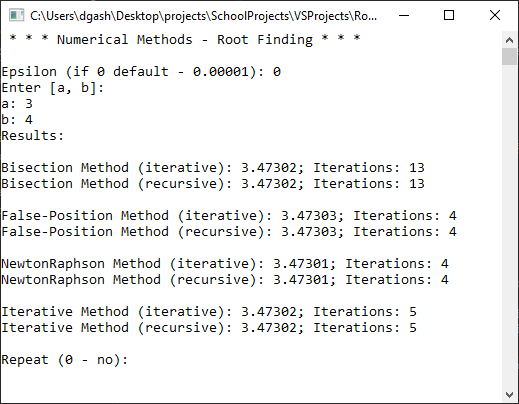 C:\Users\dgash\Desktop\projects\SchoolProjects\VSProjects\Ro...
* * * Numerical Methods - Root Finding * * *
Epsilon (if 0 default - 0.00001): 0
Enter [a, b]:
a: 3
b: 4
Results:
Bisection Method (iterative): 3.47302; Iterations: 13
Bisection Method (recursive): 3.47302; Iterations: 13
False-Position Method (iterative): 3.47303; Iterations: 4
False-Position Method (recursive): 3.47303; Iterations: 4
NewtonRaphson Method (iterative): 3.47301; Iterations: 4
NewtonRaphson Method (recursive): 3.47301; Iterations: 4
Iterative Method (iterative): 3.47302; Iterations: 5
Iterative Method (recursive): 3.47302; Iterations: 5
Repeat (0 - no):